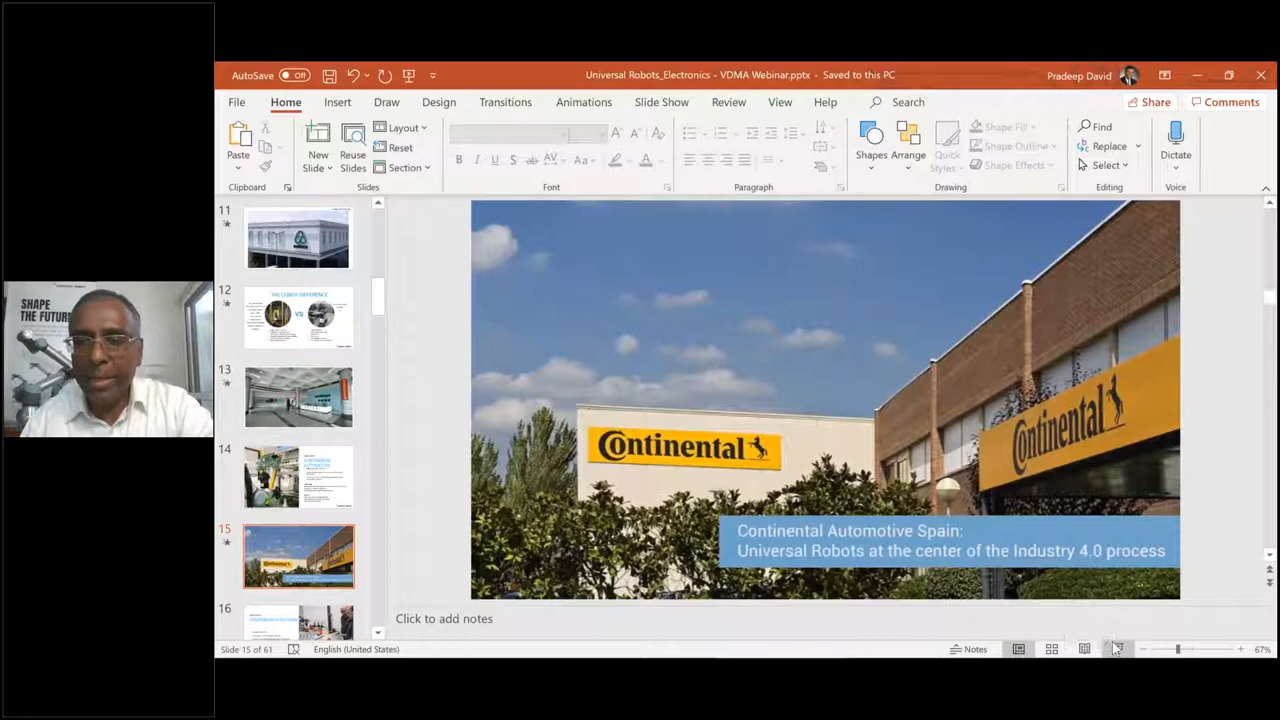 AutoSave Off
Universal Robots_Electronics - VDMA Webinar.pptx - Saved to this PC
Pradeep David
File Home Insert Draw Design Transitions Animations Slide Show Review View Help Search
Share Comments
Paste
New
Slide
Reuse
Slides
Layout
Reset
Section
B I U S ab AV Aa A
Shapes Arrange
Quick
Styles
Shape Fill
Shape Outline
Shape Effects
Find
Replace
Select
Dictate
Clipboard Slides Font Paragraph Drawing Editing Voice
11
12
VS
13
14
15
16
SHAPE
THE FUTURE
Continental
Continental
Continental Automotive Spain:
Universal Robots at the center of the Industry 4.0 process
Click to add notes
Slide 15 of 61 English (United States) Notes 67%